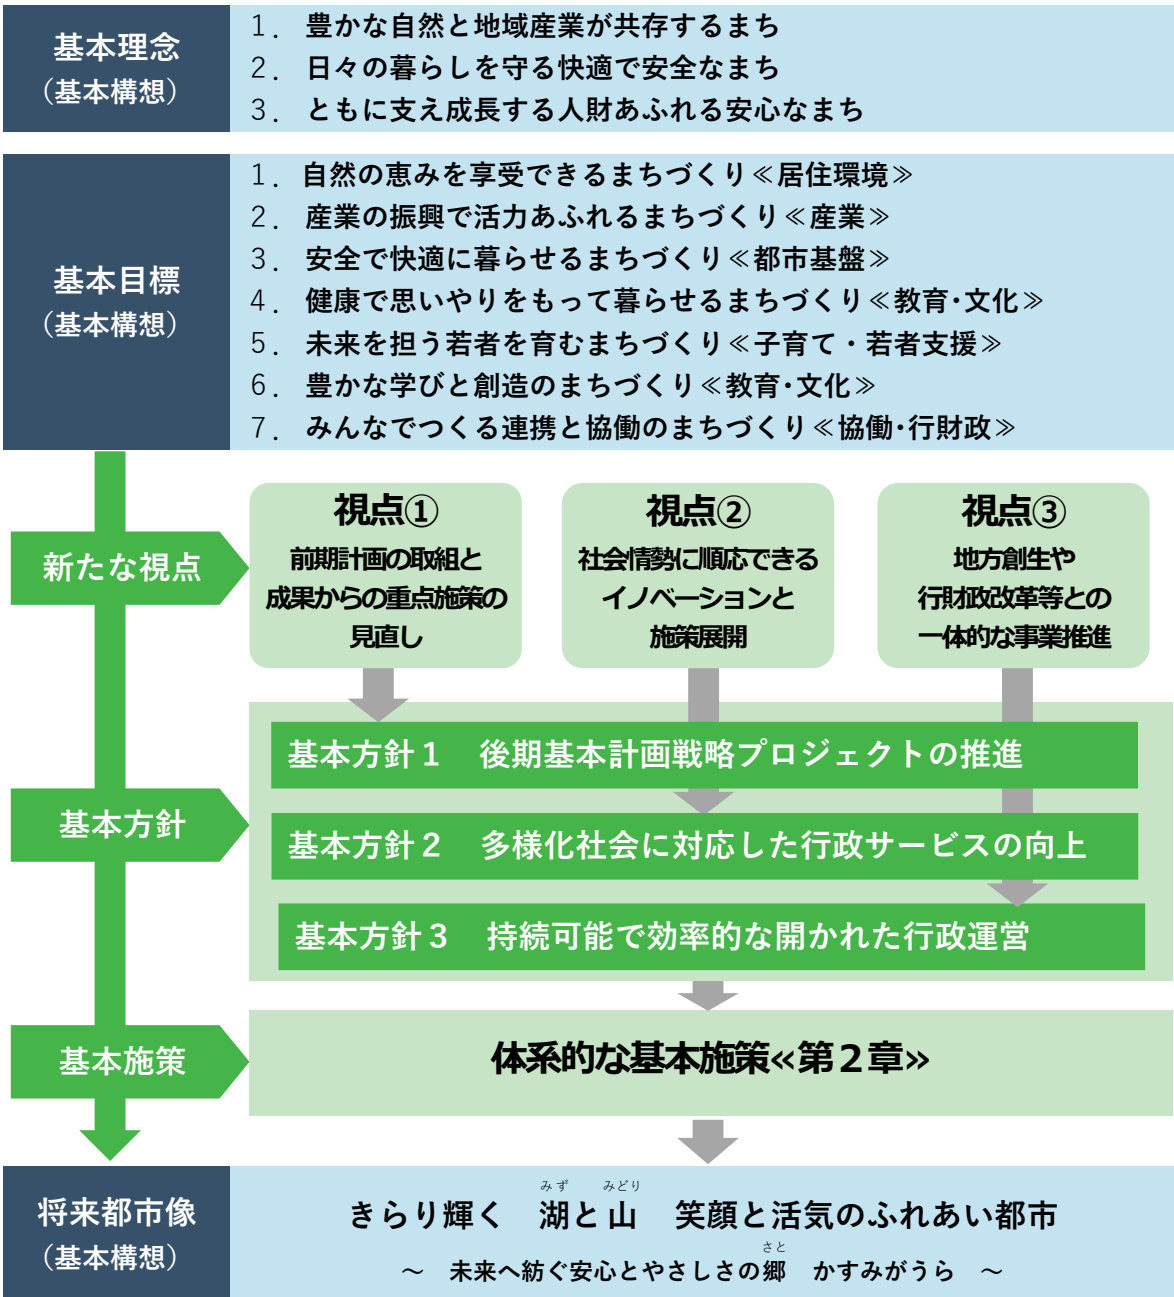 基本理念
（基本構想）
１．豊かな自然と地域産業が共存するまち
２．日々の暮らしを守る快適で安全なまち
３．ともに支え成長する人財あふれる安心なまち
基本目標
（基本構想）
１．自然の恵みを享受できるまちづくり≪居住環境≫
２．産業の振興で活力あふれるまちづくり≪産業≫
３．安全で快適に暮らせるまちづくり≪都市基盤≫
４．健康で思いやりをもって暮らせるまちづくり≪教育･文化≫
５．未来を担う若者を育むまちづくり≪子育て・若者支援≫
６．豊かな学びと創造のまちづくり≪教育･文化≫
７．みんなでつくる連携と協働のまちづくり≪協働･行財政≫
新たな視点
視点①
前期計画の取組と
成果からの重点施策の
見直し
視点②
社会情勢に順応できる
イノベーションと
施策展開
視点③
地方創生や
行財政改革等との
一体的な事業推進
基本方針
基本方針１　後期基本計画戦略プロジェクトの推進
基本方針２　多様化社会に対応した行政サービスの向上
基本方針３　持続可能で効率的な開かれた行政運営
基本施策
体系的な基本施策≪第２章≫
将来都市像
（基本構想）
みず　みどり
きらり輝く　湖と山　笑顔と活気のふれあい都市
さと
～　未来へ紡ぐ安心とやさしさの郷　かすみがうら　～